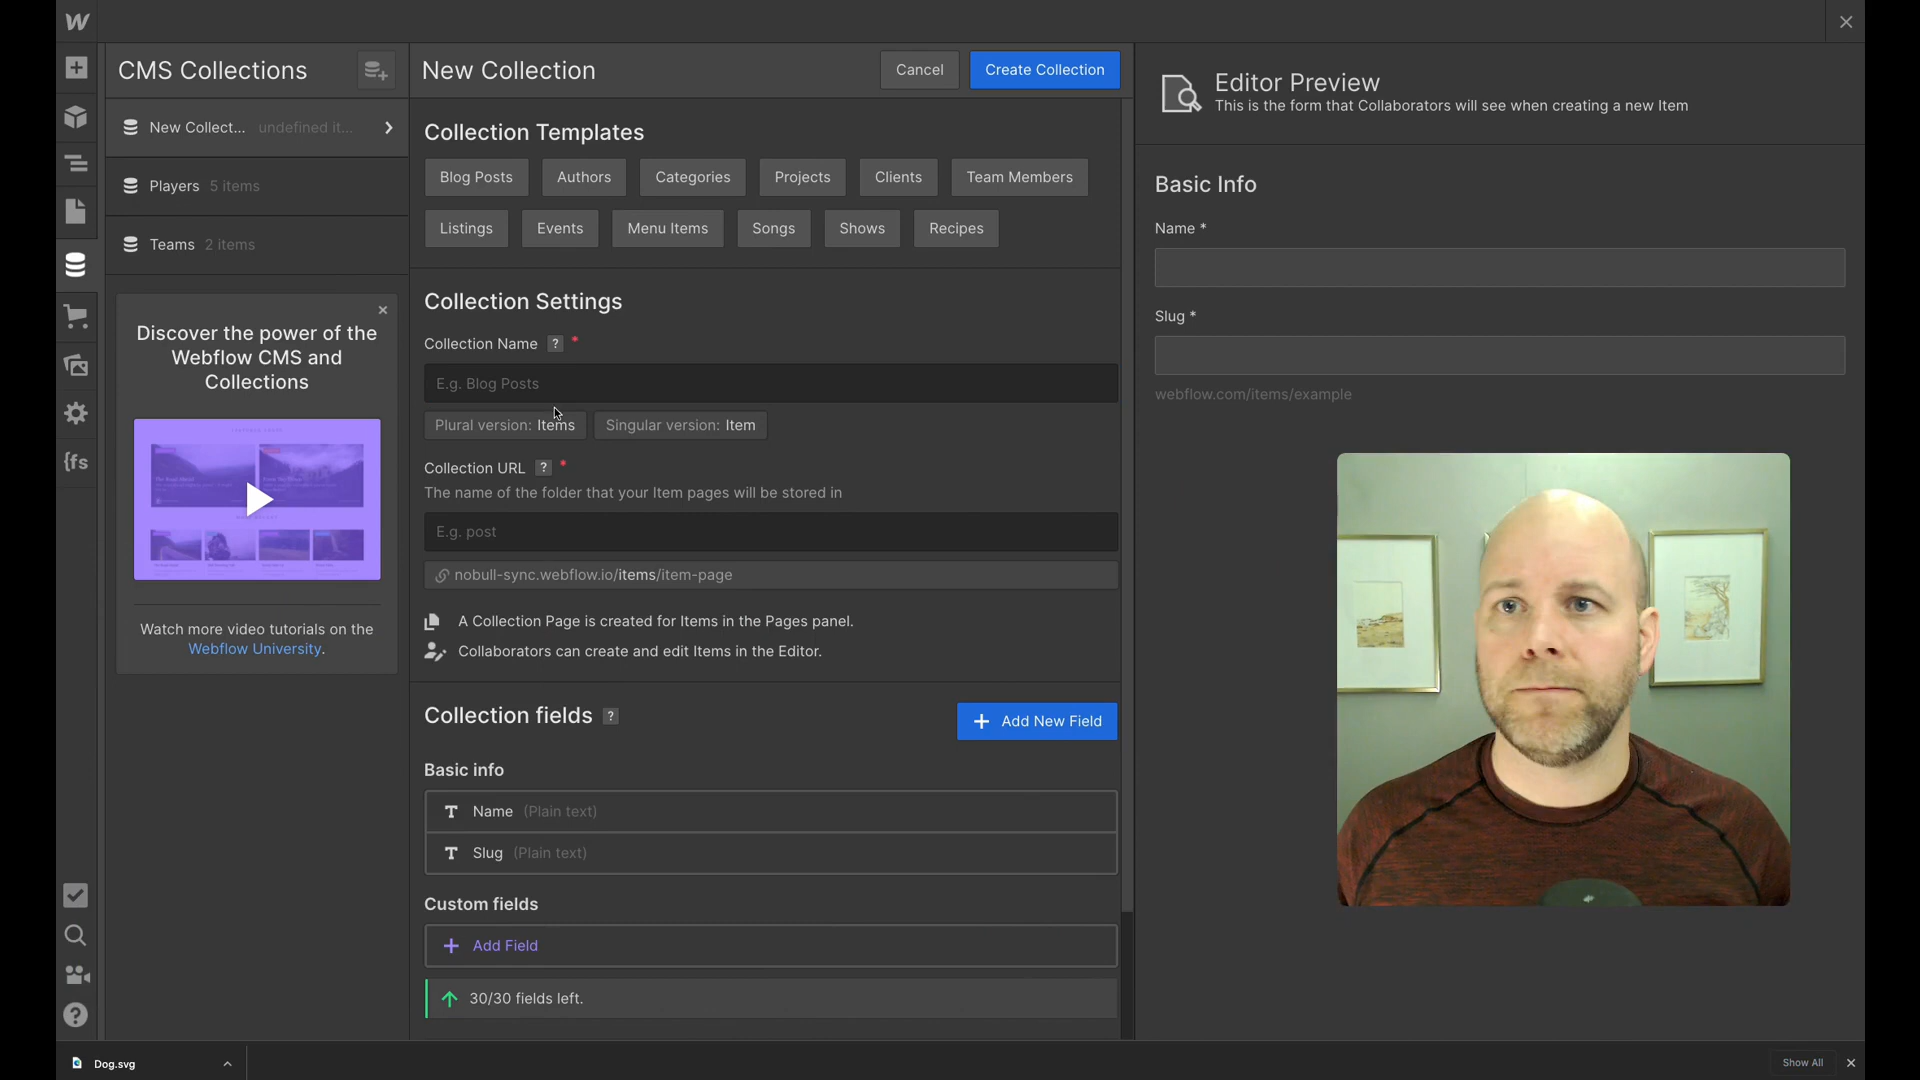 CMS Collections
New Collect... undefined it...
Players 5 items
Teams 2 items
Discover the power of the
Webflow CMS and
Collections
Watch more video tutorials on the
Webflow University.
New Collection
Cancel
Create Collection
Collection Templates
Blog Posts
Authors
Categories
Projects
Clients
Team Members
Listings
Events
Menu Items
Songs
Shows
Recipes
Collection Settings
Collection Name ? *
E.g. Blog Posts
Plural version: Items
Singular version: Item
Collection URL ? *
The name of the folder that your Item pages will be stored in
E.g. post
nobull-sync.webflow.io/items/item-page
A Collection Page is created for Items in the Pages panel.
Collaborators can create and edit Items in the Editor.
Collection fields ?
+ Add New Field
Basic info
T Name (Plain text)
T Slug (Plain text)
Custom fields
+ Add Field
30/30 fields left.
Editor Preview
This is the form that Collaborators will see when creating a new Item
Basic Info
Name *
Slug *
webflow.com/items/example
{fs
Dog.svg
Show All